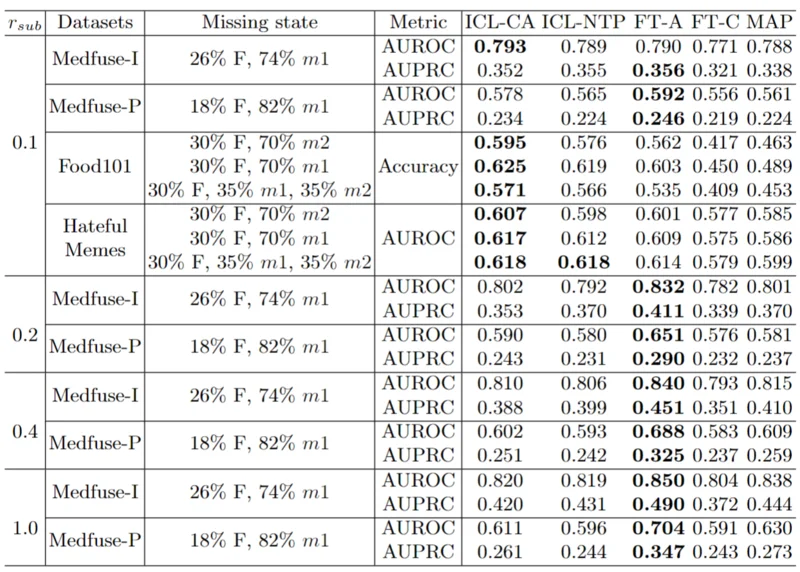 r_sub Datasets Missing state Metric ICL-CA ICL-NTP FT-A FT-C MAP
0.1 Medfuse-I 26% F, 74% m1 AUROC 0.793 0.789 0.790 0.771 0.788
AUPRC 0.352 0.355 0.356 0.321 0.338
Medfuse-P 18% F, 82% m1 AUROC 0.578 0.565 0.592 0.556 0.561
AUPRC 0.234 0.224 0.246 0.219 0.224
Food101 30% F, 70% m2 Accuracy 0.595 0.576 0.562 0.417 0.463
30% F, 70% m1 0.625 0.619 0.603 0.450 0.489
30% F, 35% m1, 35% m2 0.571 0.566 0.535 0.409 0.453
Hateful Memes 30% F, 70% m2 AUROC 0.607 0.598 0.601 0.577 0.585
30% F, 70% m1 0.617 0.612 0.609 0.575 0.586
30% F, 35% m1, 35% m2 0.618 0.618 0.614 0.579 0.599
0.2 Medfuse-I 26% F, 74% m1 AUROC 0.802 0.792 0.832 0.782 0.801
AUPRC 0.353 0.370 0.411 0.339 0.370
Medfuse-P 18% F, 82% m1 AUROC 0.590 0.580 0.651 0.576 0.581
AUPRC 0.243 0.231 0.290 0.232 0.237
0.4 Medfuse-I 26% F, 74% m1 AUROC 0.810 0.806 0.840 0.793 0.815
AUPRC 0.388 0.399 0.451 0.351 0.410
Medfuse-P 18% F, 82% m1 AUROC 0.602 0.593 0.688 0.583 0.609
AUPRC 0.251 0.242 0.325 0.237 0.259
1.0 Medfuse-I 26% F, 74% m1 AUROC 0.820 0.819 0.850 0.804 0.838
AUPRC 0.420 0.431 0.490 0.372 0.444
Medfuse-P 18% F, 82% m1 AUROC 0.611 0.596 0.704 0.591 0.630
AUPRC 0.261 0.244 0.347 0.243 0.273